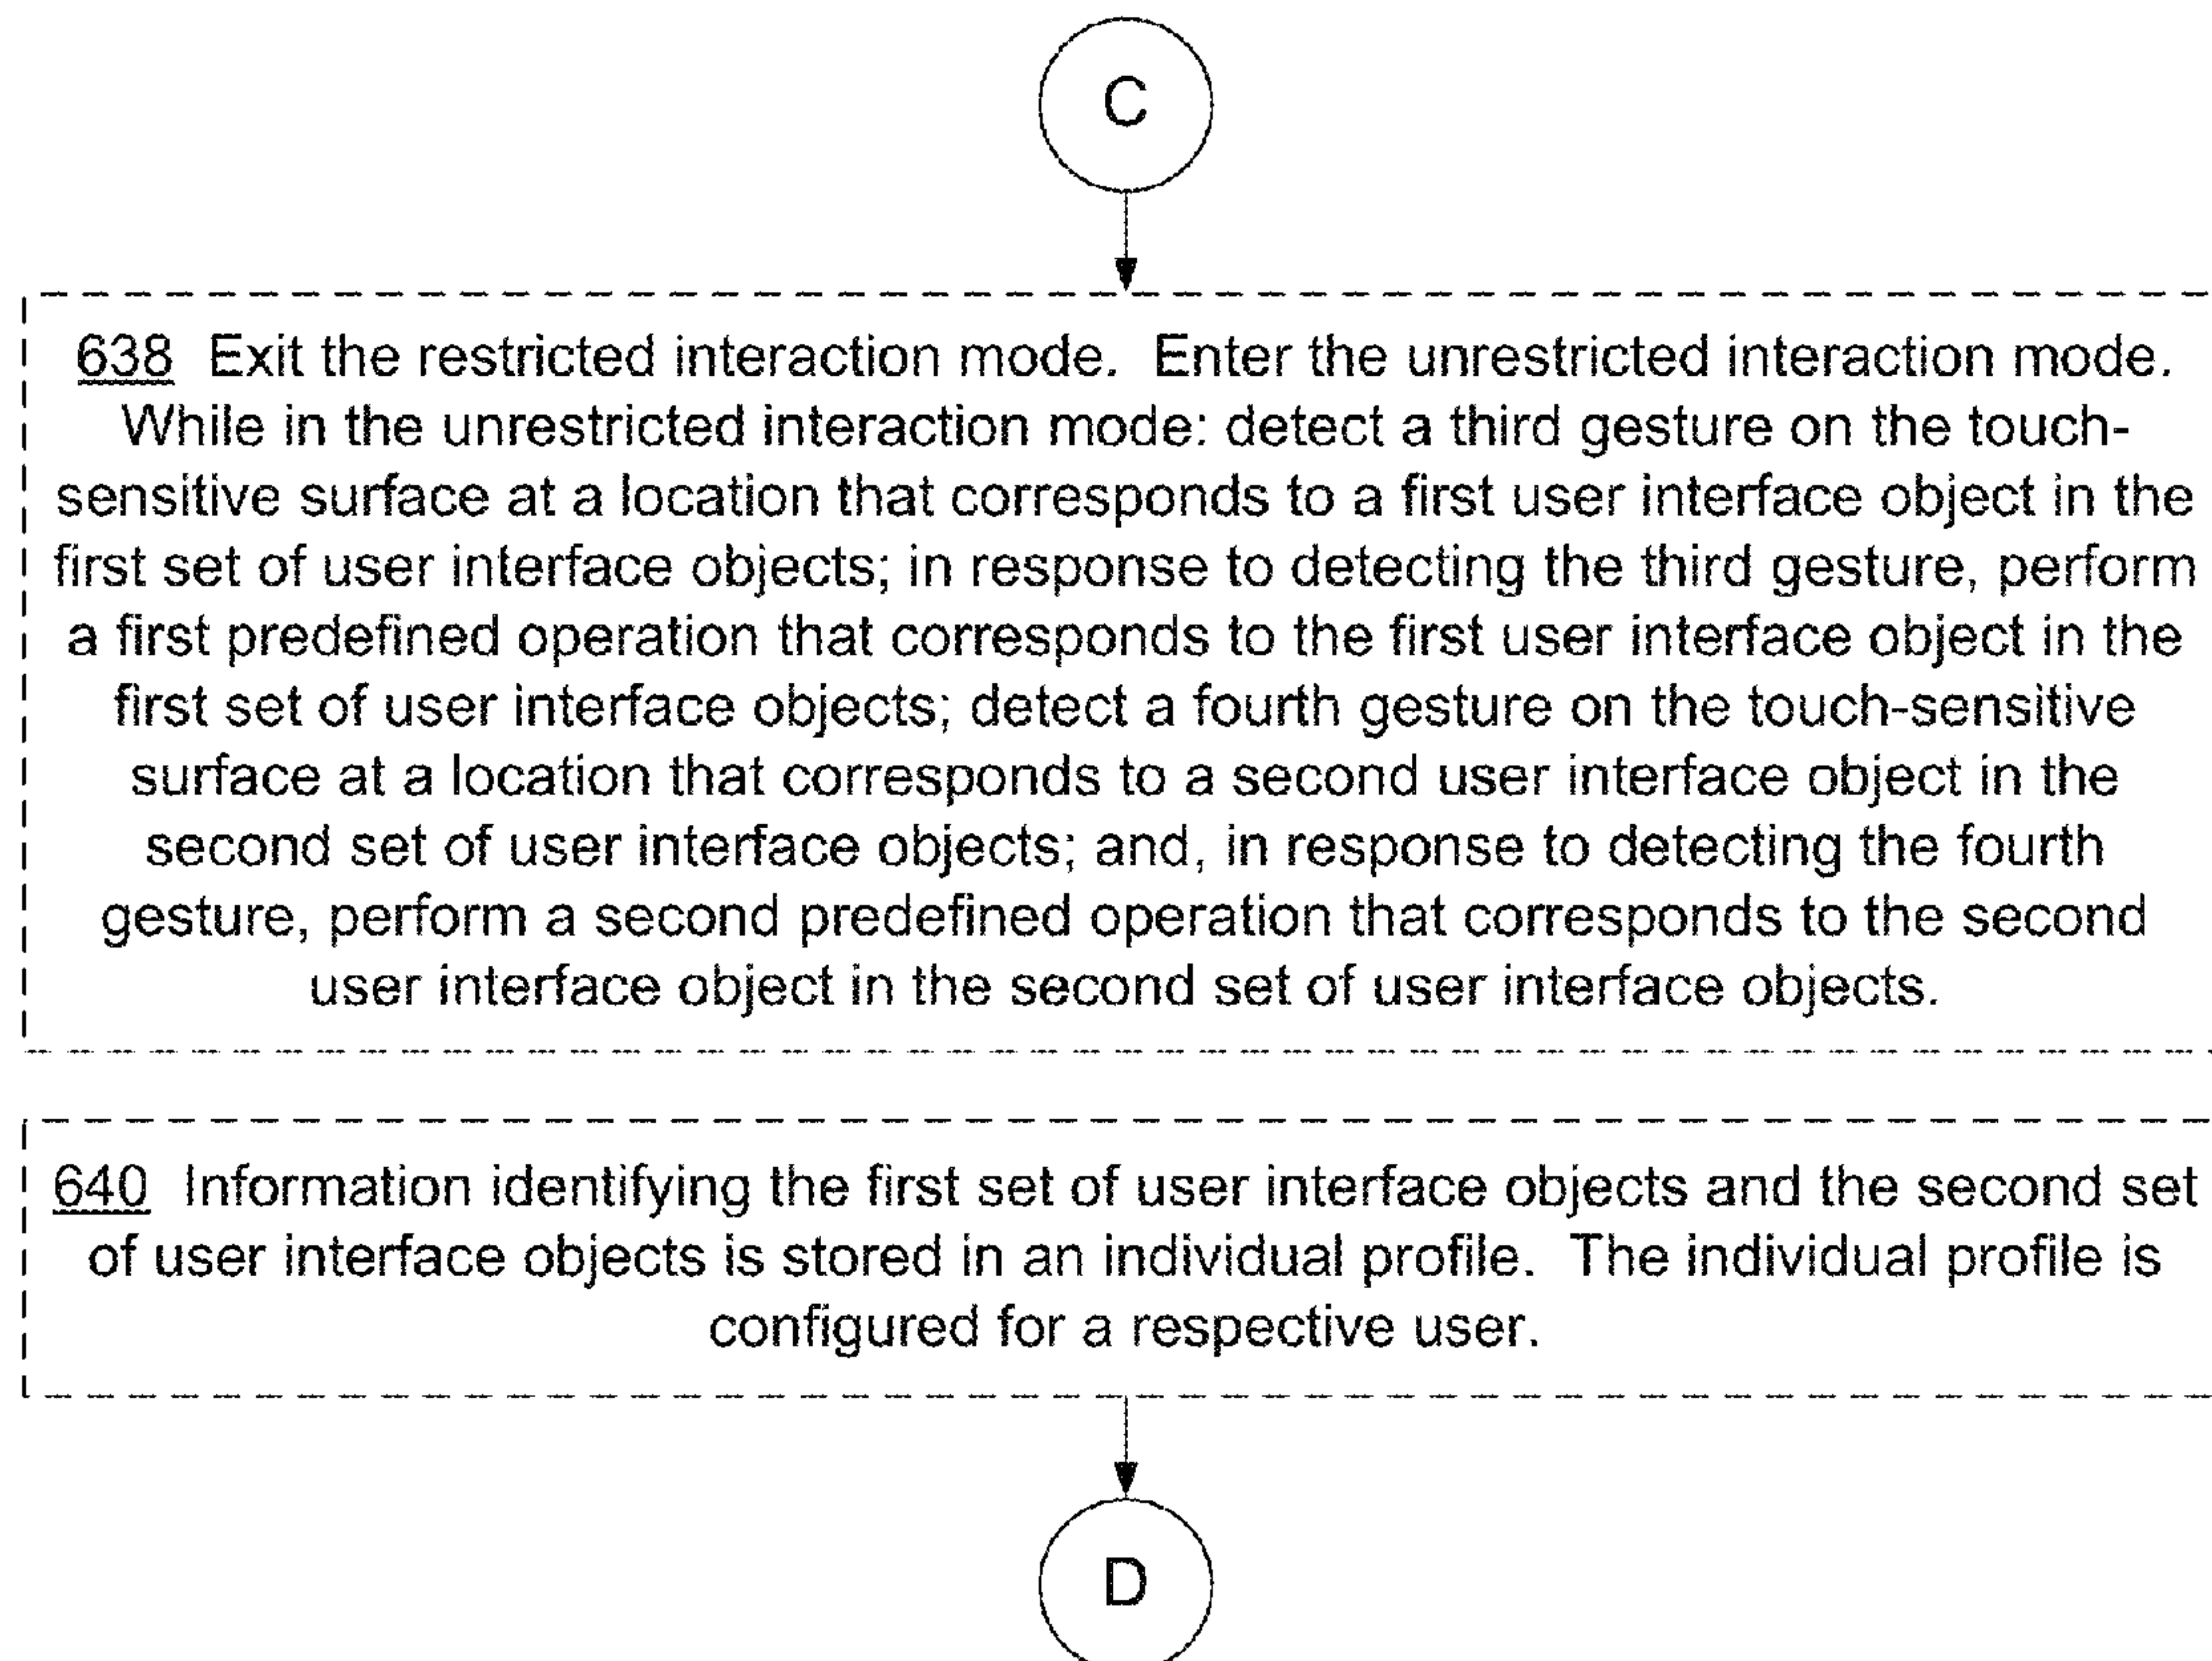 C
638 Exit the restricted interaction mode. Enter the unrestricted interaction mode.
While in the unrestricted interaction mode: detect a third gesture on the touch-
sensitive surface at a location that corresponds to a first user interface object in the
first set of user interface objects; in response to detecting the third gesture, perform
a first predefined operation that corresponds to the first user interface object in the
first set of user interface objects; detect a fourth gesture on the touch-sensitive
surface at a location that corresponds to a second user interface object in the
second set of user interface objects; and, in response to detecting the fourth
gesture, perform a second predefined operation that corresponds to the second
user interface object in the second set of user interface objects.
640 Information identifying the first set of user interface objects and the second set
of user interface objects is stored in an individual profile. The individual profile is
configured for a respective user.
D